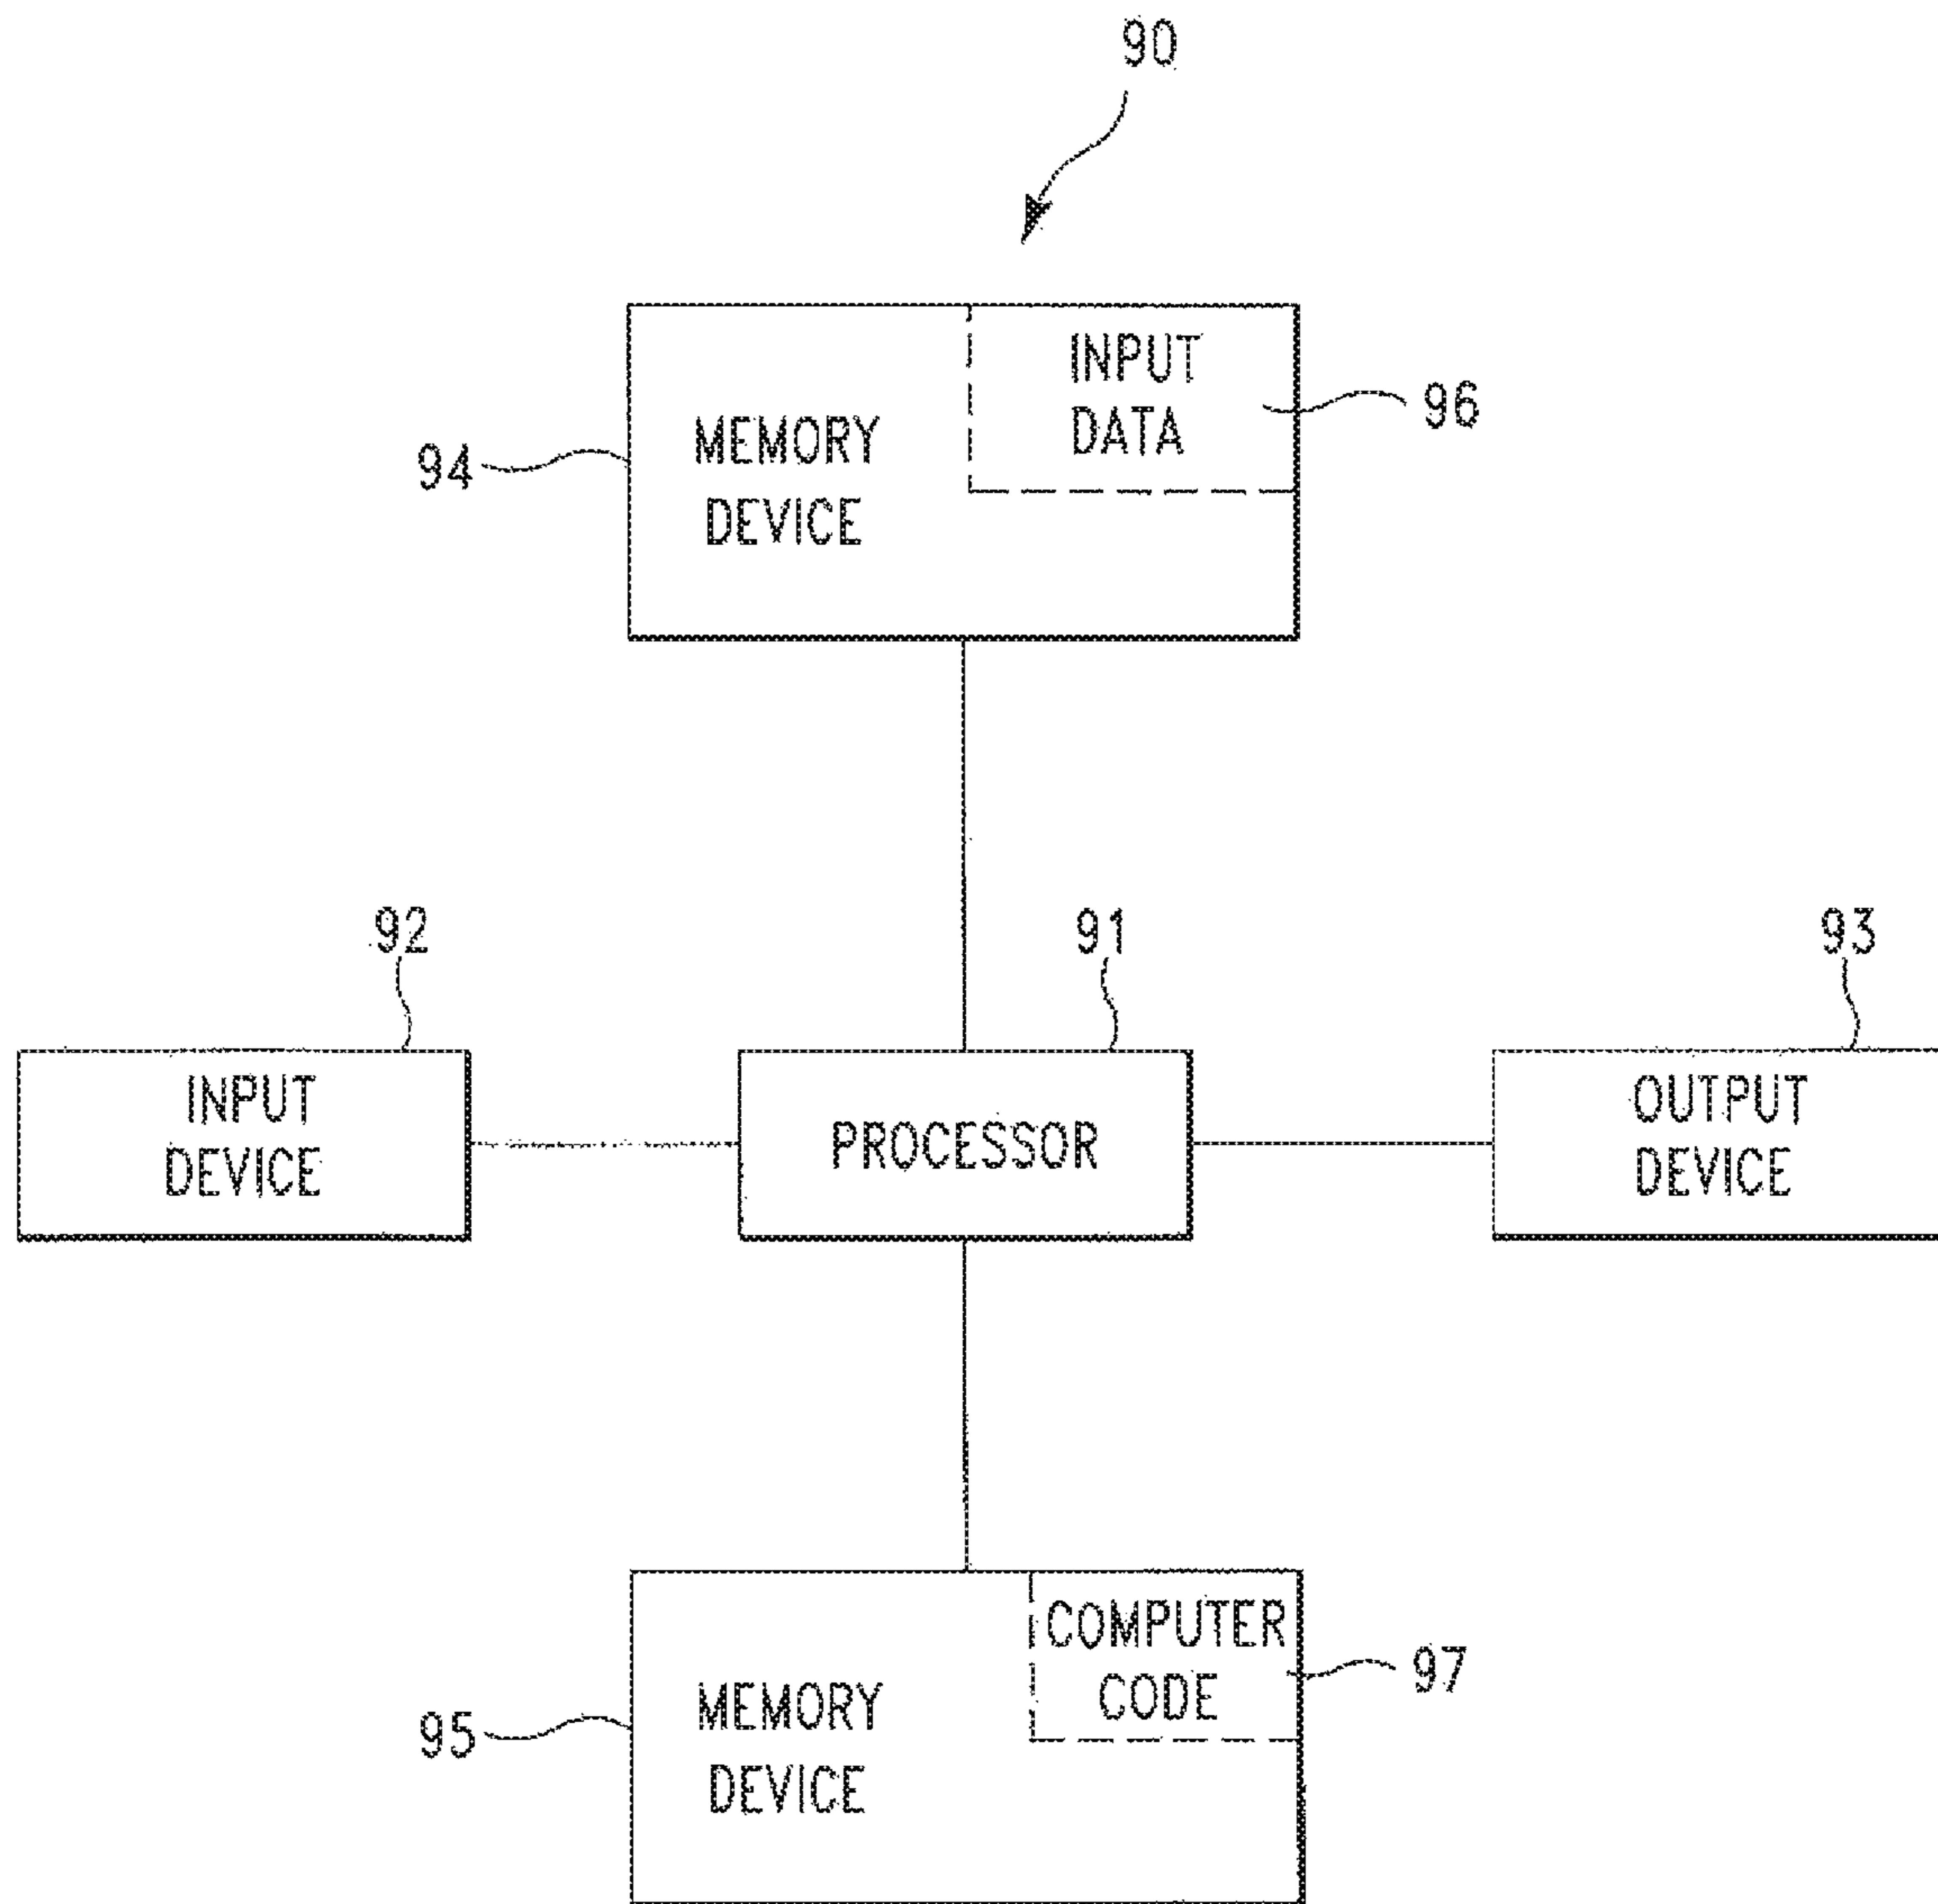 90
INPUT
DATA
96
MEMORY
DEVICE
94
92
91
93
INPUT
DEVICE
PROCESSOR
OUTPUT
DEVICE
COMPUTER
CODE
97
MEMORY
DEVICE
95